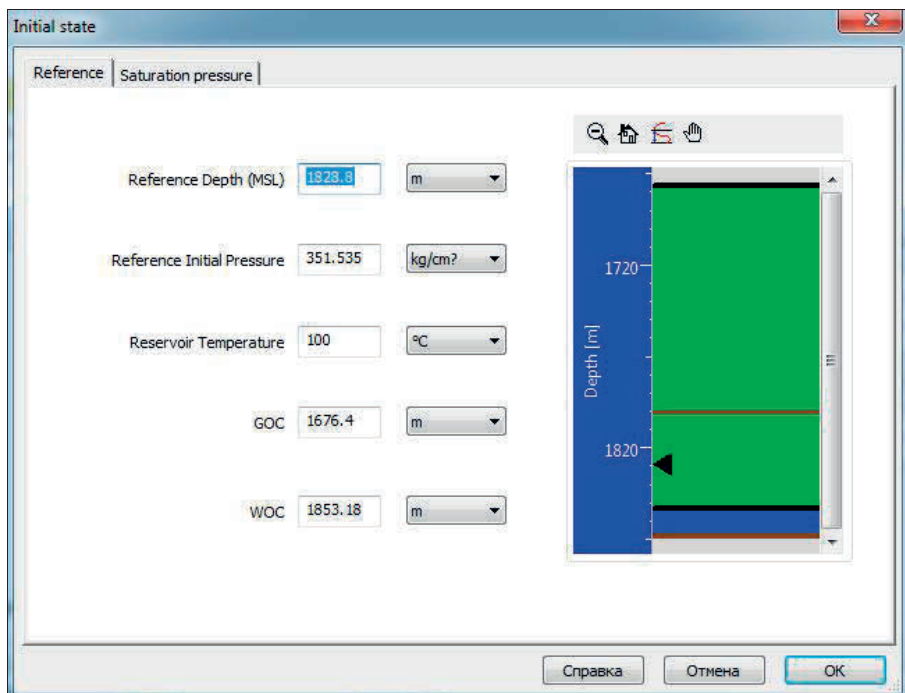 Initial state
Reference
Saturation pressure
Reference Depth (MSL) 1828.8 m
Reference Initial Pressure 351.535 kg/cm?
Reservoir Temperature 100 °C
GOC 1676.4 m
WOC 1853.18 m
Depth [m]
1720
1820
Справка
Отмена
OK